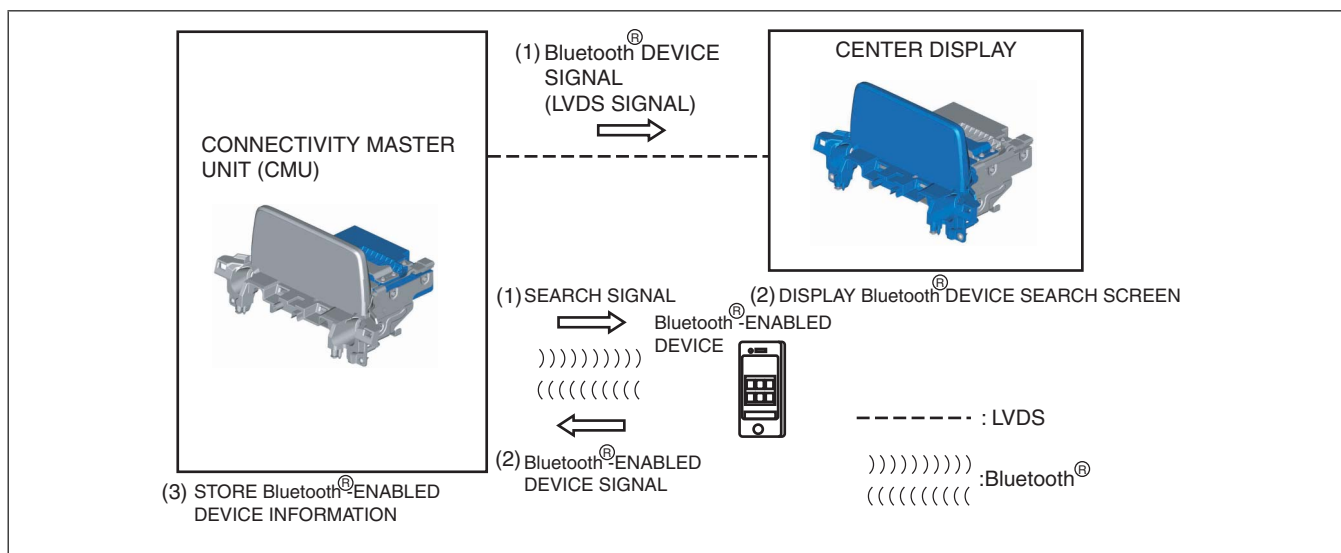 CONNECTIVITY MASTER
UNIT (CMU)
(1) Bluetooth® DEVICE
SIGNAL
(LVDS SIGNAL)
CENTER DISPLAY
(1) SEARCH SIGNAL
(2) DISPLAY Bluetooth® DEVICE SEARCH SCREEN
Bluetooth®-ENABLED
DEVICE
(2) Bluetooth®-ENABLED
DEVICE SIGNAL
(3) STORE Bluetooth®-ENABLED
DEVICE INFORMATION
: LVDS
:Bluetooth®